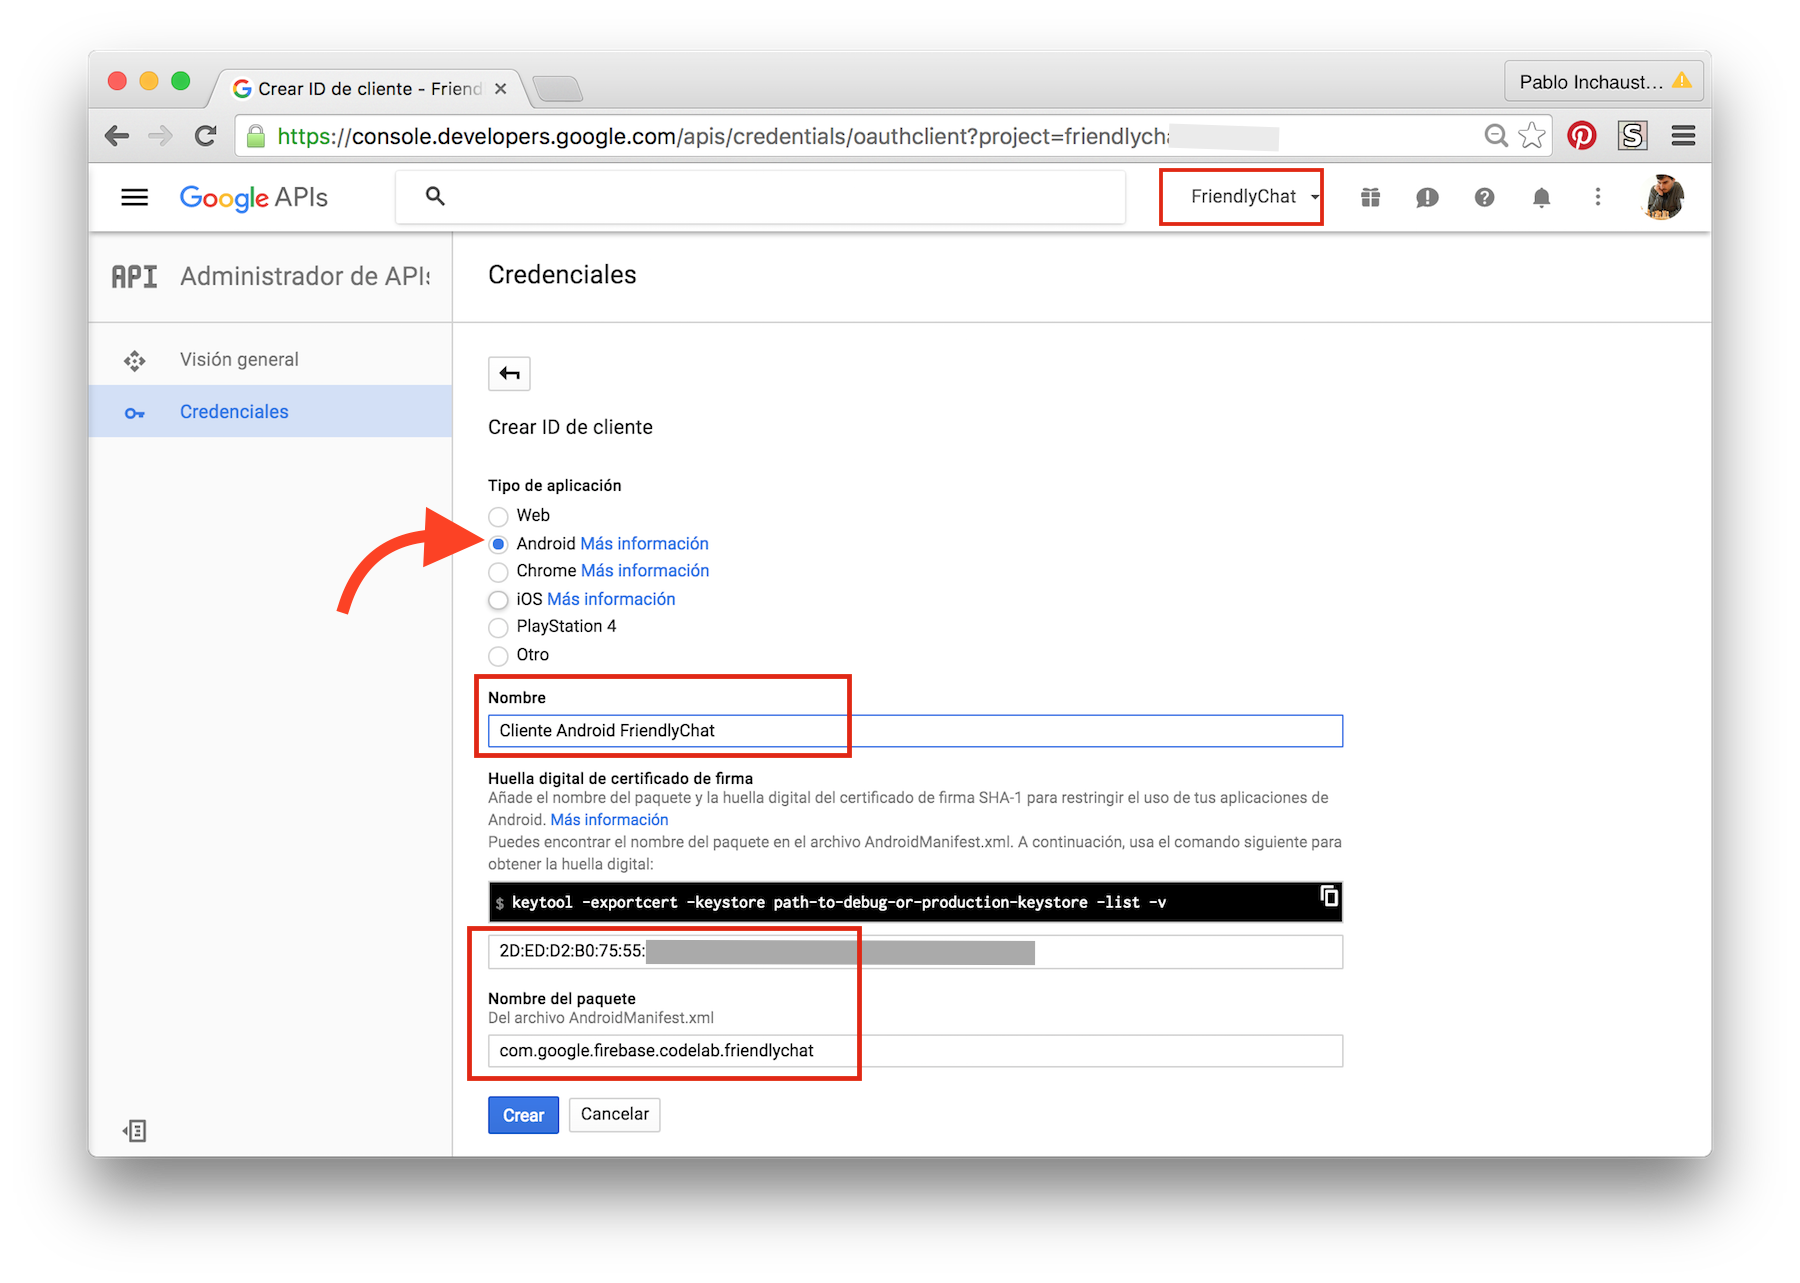 Crear ID de cliente - Friend
Pablo Inchaust...
https://console.developers.google.com/apis/credentials/oauthclient?project=friendlycha
Google APIs
FriendlyChat
API Administrador de APIs
Credenciales
Visión general
Credenciales
Crear ID de cliente
Tipo de aplicación
Web
Android Más información
Chrome Más información
iOS Más información
PlayStation 4
Otro
Nombre
Cliente Android FriendlyChat
Huella digital de certificado de firma
Añade el nombre del paquete y la huella digital del certificado de firma SHA-1 para restringir el uso de tus aplicaciones de
Android. Más información
Puedes encontrar el nombre del paquete en el archivo AndroidManifest.xml. A continuación, usa el comando siguiente para
obtener la huella digital:
$ keytool -exportcert -keystore path-to-debug-or-production-keystore -list -v
2D:ED:D2:B0:75:55:
Nombre del paquete
Del archivo AndroidManifest.xml
com.google.firebase.codelab.friendlychat
Crear
Cancelar